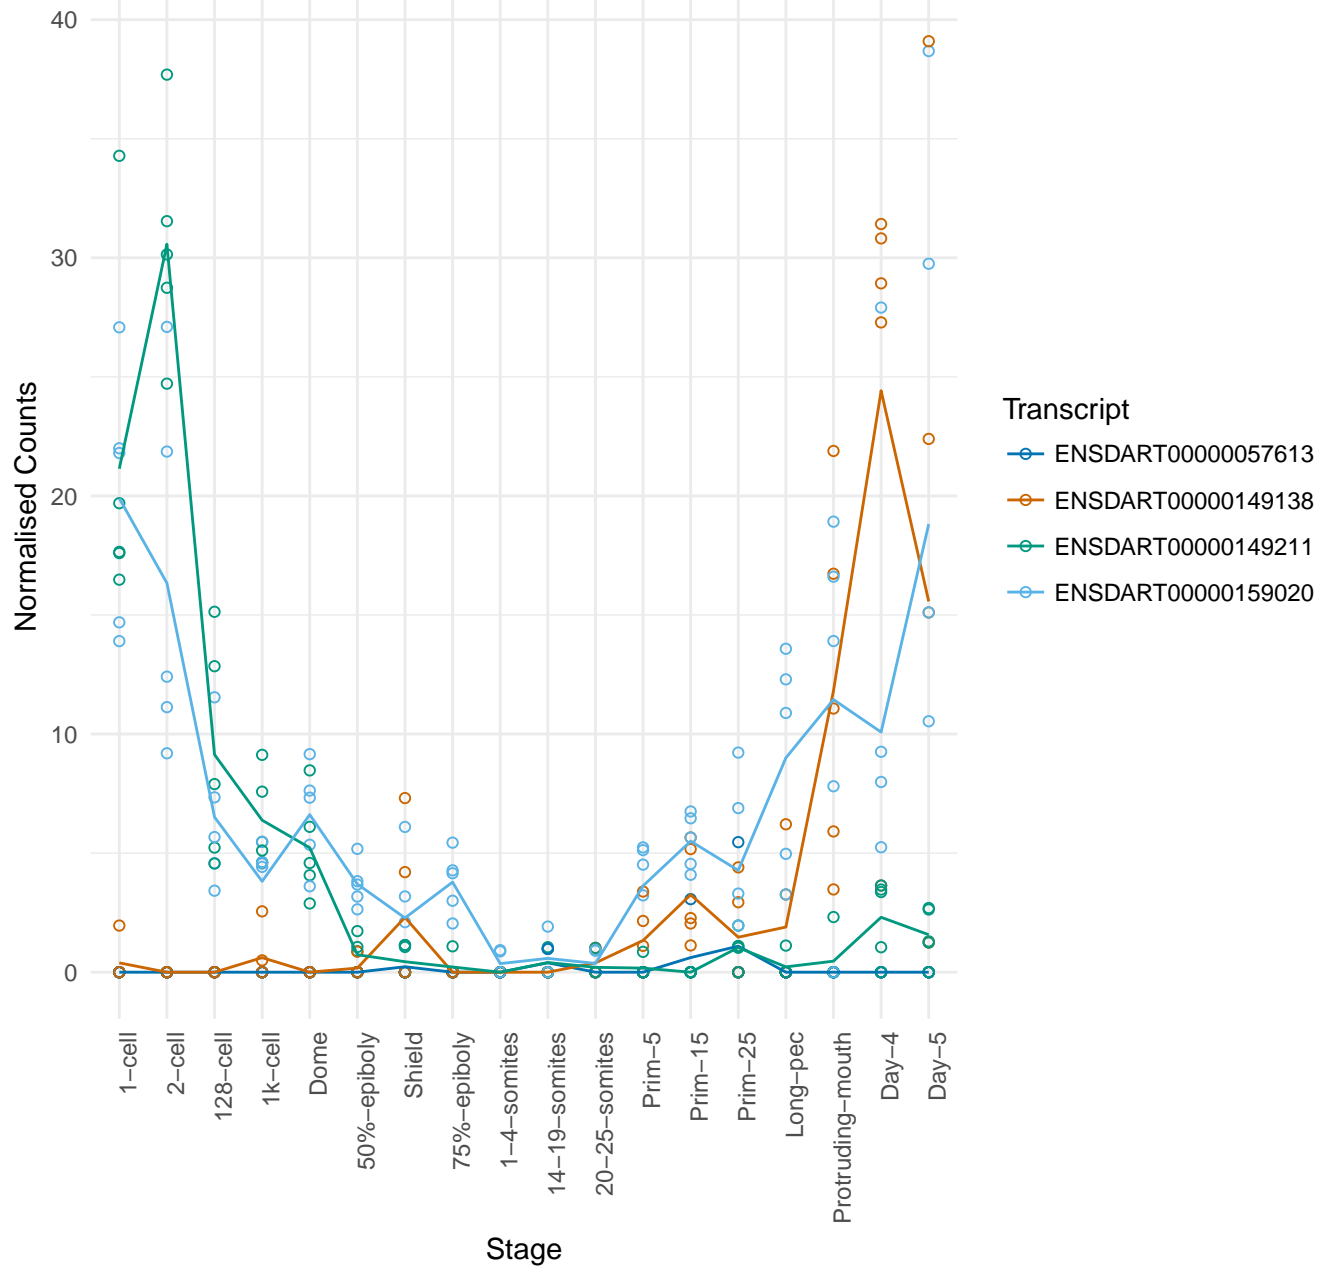 40
30
20
10
0
Normalised Counts
1−cell
2−cell
128−cell
1k−cell
Dome
50%−epiboly
Shield
75%−epiboly
1−4−somites
14−19−somites
20−25−somites
Prim−5
Prim−15
Prim−25
Long−pec
Protruding−mouth
Day−4
Day−5
Stage
Transcript
ENSDART00000057613
ENSDART00000149138
ENSDART00000149211
ENSDART00000159020